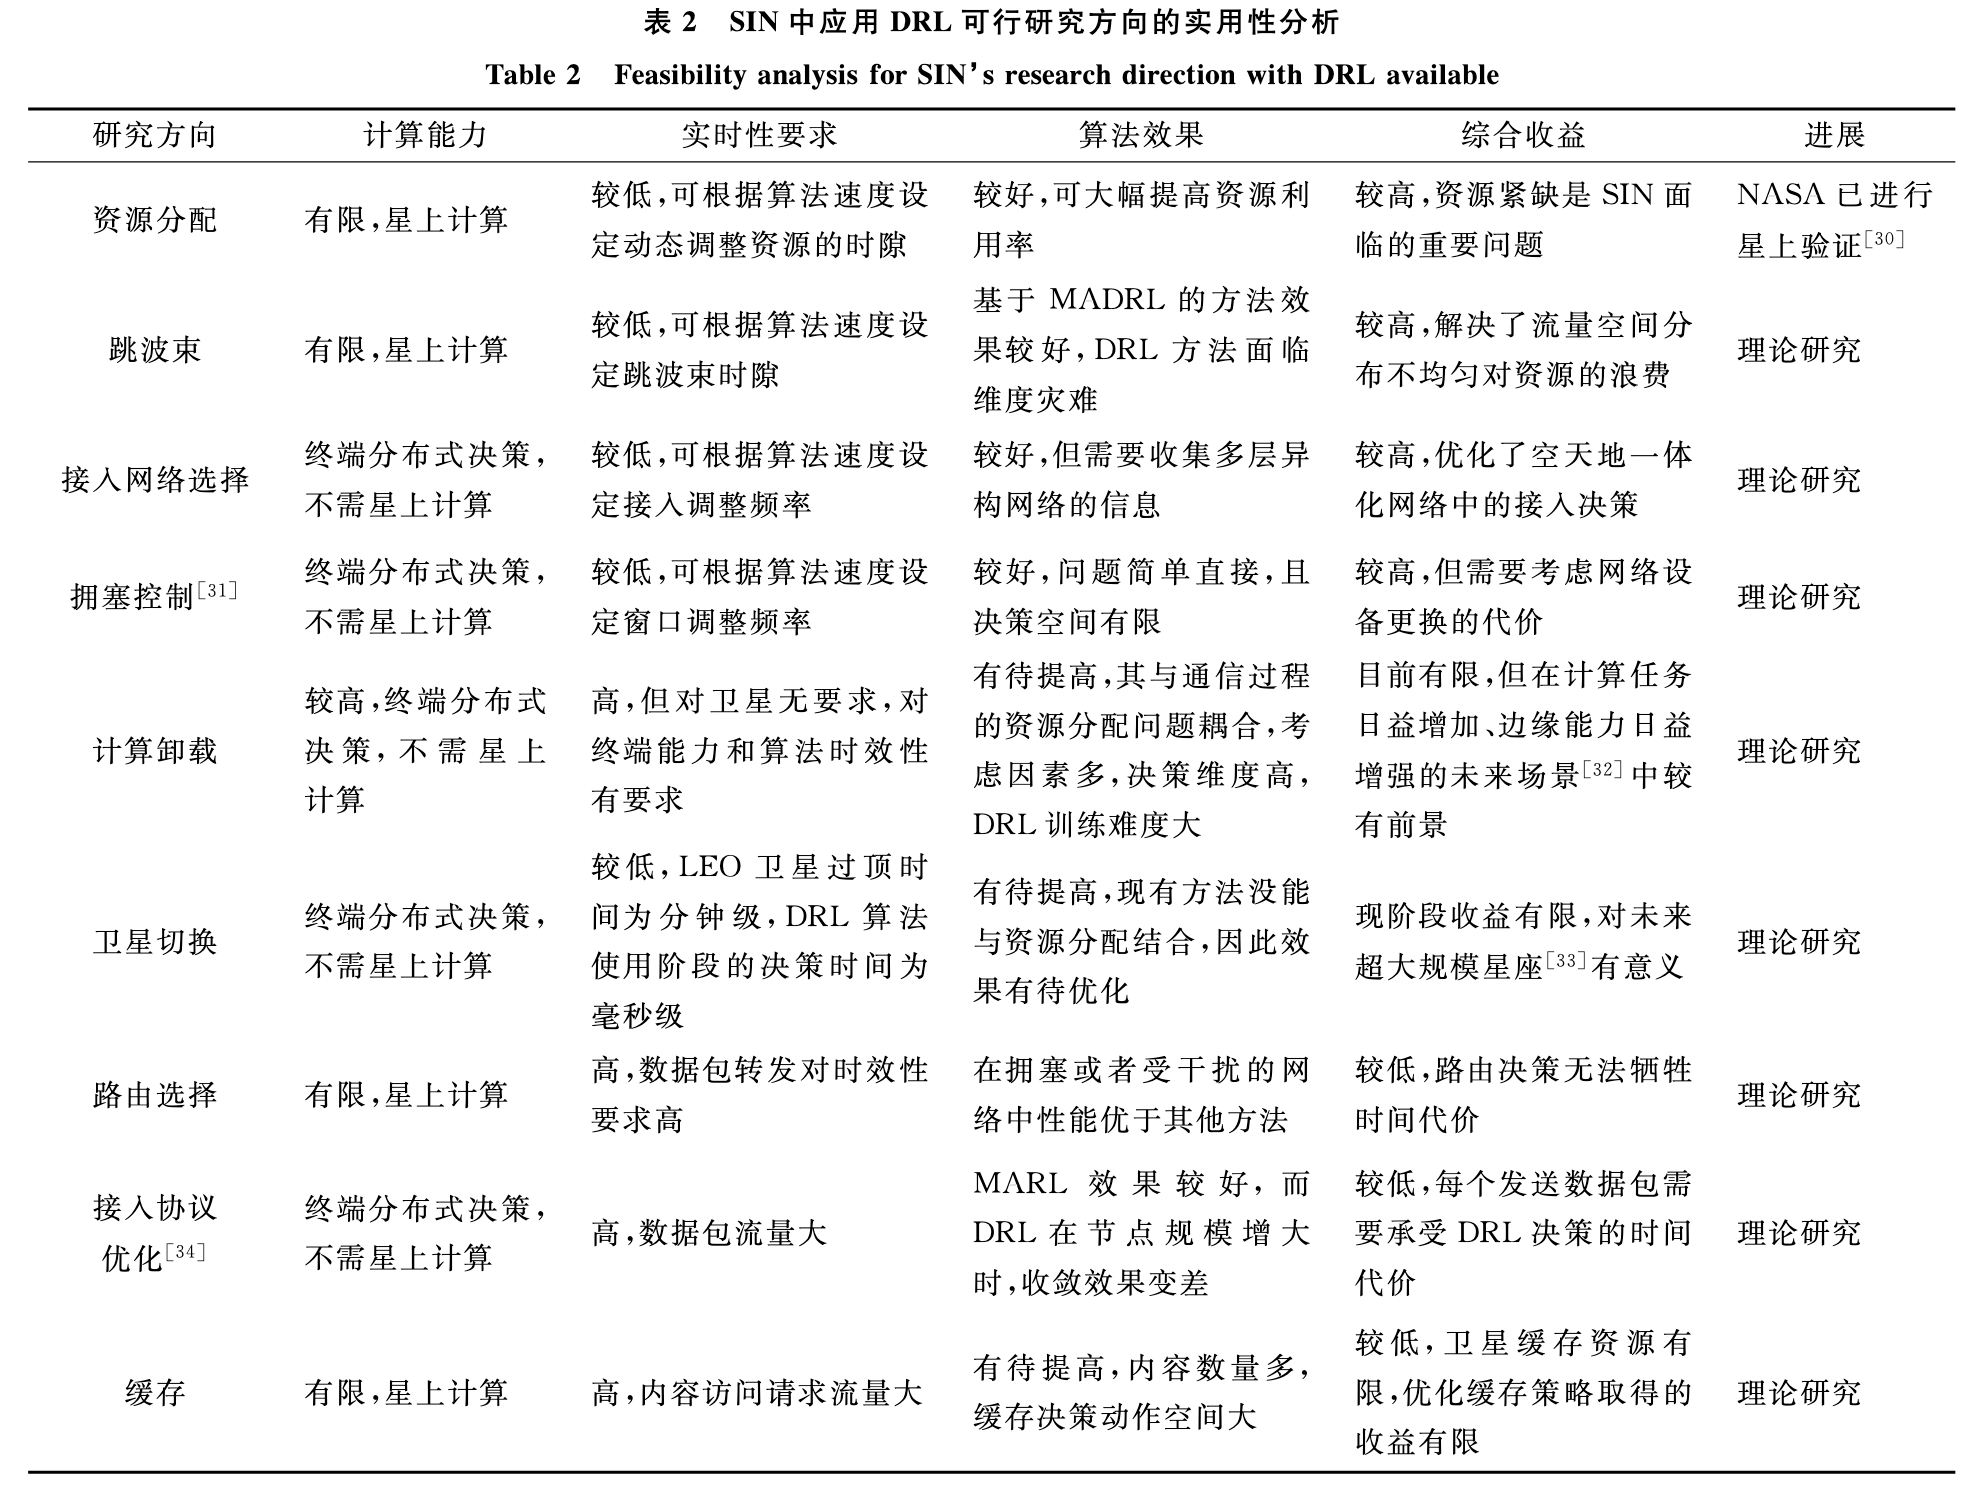 表 2 SIN 中应用 DRL 可行研究方向的实用性分析
Table 2 Feasibility analysis for SIN’s research direction with DRL available
研究方向 计算能力 实时性要求 算法效果 综合收益 进展
资源分配
有限,星上计算
较低,可根据算法速度设
定动态调整资源的时隙
较好,可大幅提高资源利
用率
较高,资源紧缺是 SIN 面
临的重要问题
NASA 已进行
星上验证[30]
跳波束
有限,星上计算
较低,可根据算法速度设
定跳波束时隙
基于 MADRL 的方法效
果较好,DRL 方法面临
维度灾难
较高,解决了流量空间分
布不均匀对资源的浪费
理论研究
接入网络选择
终端分布式决策,
不需星上计算
较低,可根据算法速度设
定接入调整频率
较好,但需要收集多层异
构网络的信息
较高,优化了空天地一体
化网络中的接入决策
理论研究
拥塞控制[31]
终端分布式决策,
不需星上计算
较低,可根据算法速度设
定窗口调整频率
较好,问题简单直接,且
决策空间有限
较高,但需要考虑网络设
备更换的代价
理论研究
计算卸载
较高,终端分布式
决策,不需星上
计算
高,但对卫星无要求,对
终端能力和算法时效性
有要求
有待提高,其与通信过程
的资源分配问题耦合,考
虑因素多,决策维度高,
DRL 训练难度大
目前有限,但在计算任务
日益增加、边缘能力日益
增强的未来场景[32]中较
有前景
理论研究
卫星切换
终端分布式决策,
不需星上计算
较低,LEO 卫星过顶时
间为分钟级,DRL 算法
使用阶段的决策时间为
毫秒级
有待提高,现有方法没能
与资源分配结合,因此效
果有待优化
现阶段收益有限,对未来
超大规模星座[33]有意义
理论研究
路由选择
有限,星上计算
高,数据包转发对时效性
要求高
在拥塞或者受干扰的网
络中性能优于其他方法
较低,路由决策无法牺牲
时间代价
理论研究
接入协议
优化[34]
终端分布式决策,
不需星上计算
高,数据包流量大
MARL 效果较好,而
DRL 在节点规模增大
时,收敛效果变差
较低,每个发送数据包需
要承受 DRL 决策的时间
代价
理论研究
缓存
有限,星上计算
高,内容访问请求流量大
有待提高,内容数量多,
缓存决策动作空间大
较低,卫星缓存资源有
限,优化缓存策略取得的
收益有限
理论研究